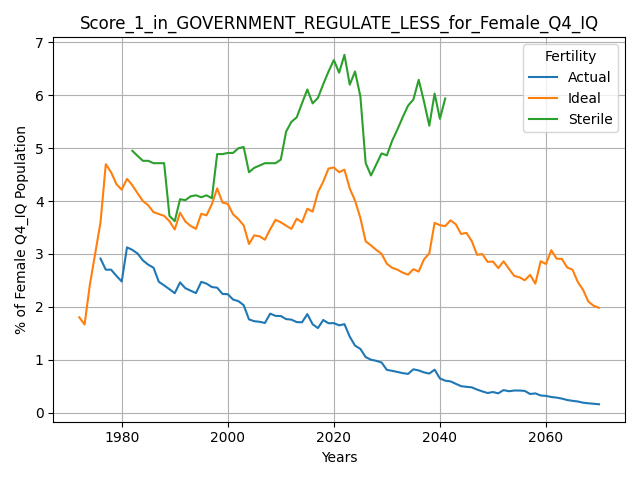 Score_1_in_GOVERNMENT_REGULATE_LESS_for_Female_Q4_IQ
% of Female Q4_IQ Population
7
6
5
4
3
2
1
0
Fertility
Actual
Ideal
Sterile
1980
2000
2020
2040
2060
Years